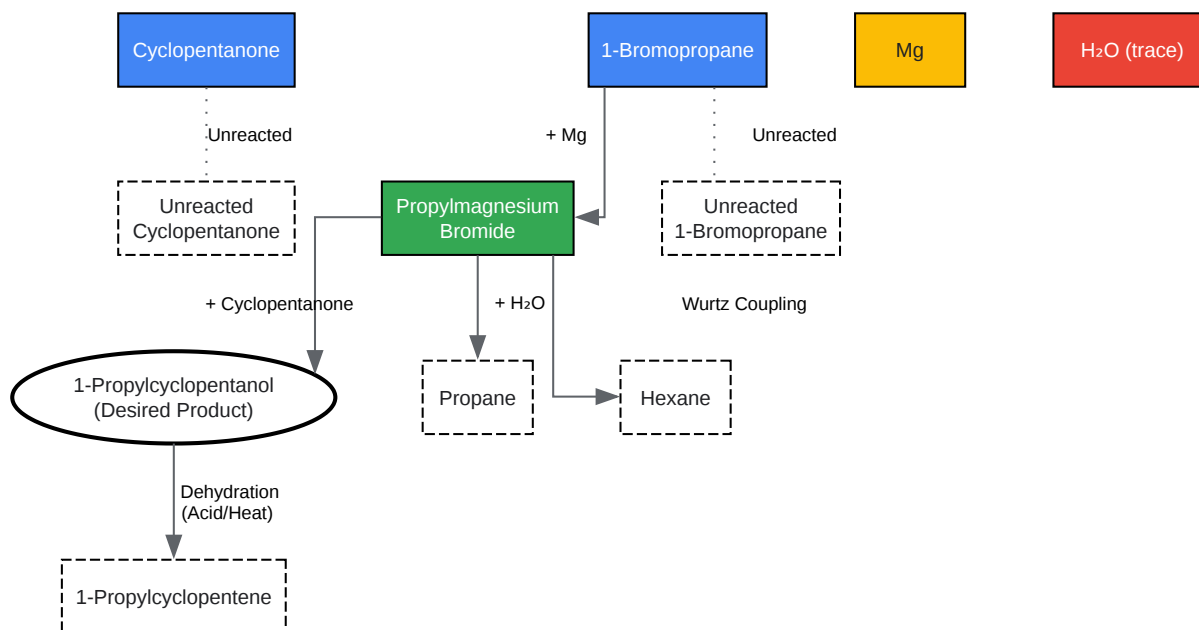 Cyclopentanone
1-Bromopropane
Mg
H₂O (trace)
Unreacted
+ Mg
Unreacted
Unreacted
Cyclopentanone
Propylmagnesium
Bromide
Unreacted
1-Bromopropane
+ Cyclopentanone
+ H₂O
Wurtz Coupling
1-Propylcyclopentanol
(Desired Product)
Propane
Hexane
Dehydration
(Acid/Heat)
1-Propylcyclopentene